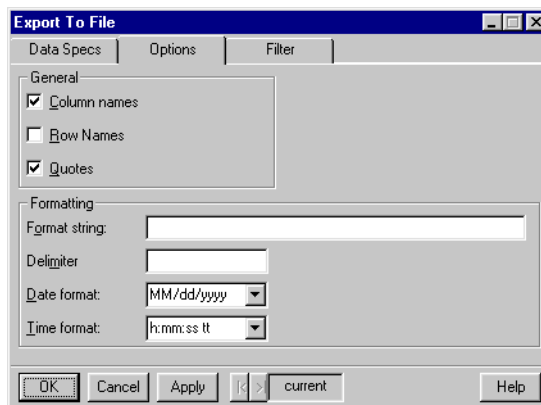 Export To File
Data Specs Options Filter
General
Column names
Row Names
Quotes
Formatting
Format string:
Delimiter
Date format: MM/dd/yyyy
Time format: h:mm:ss tt
OK Cancel Apply current Help